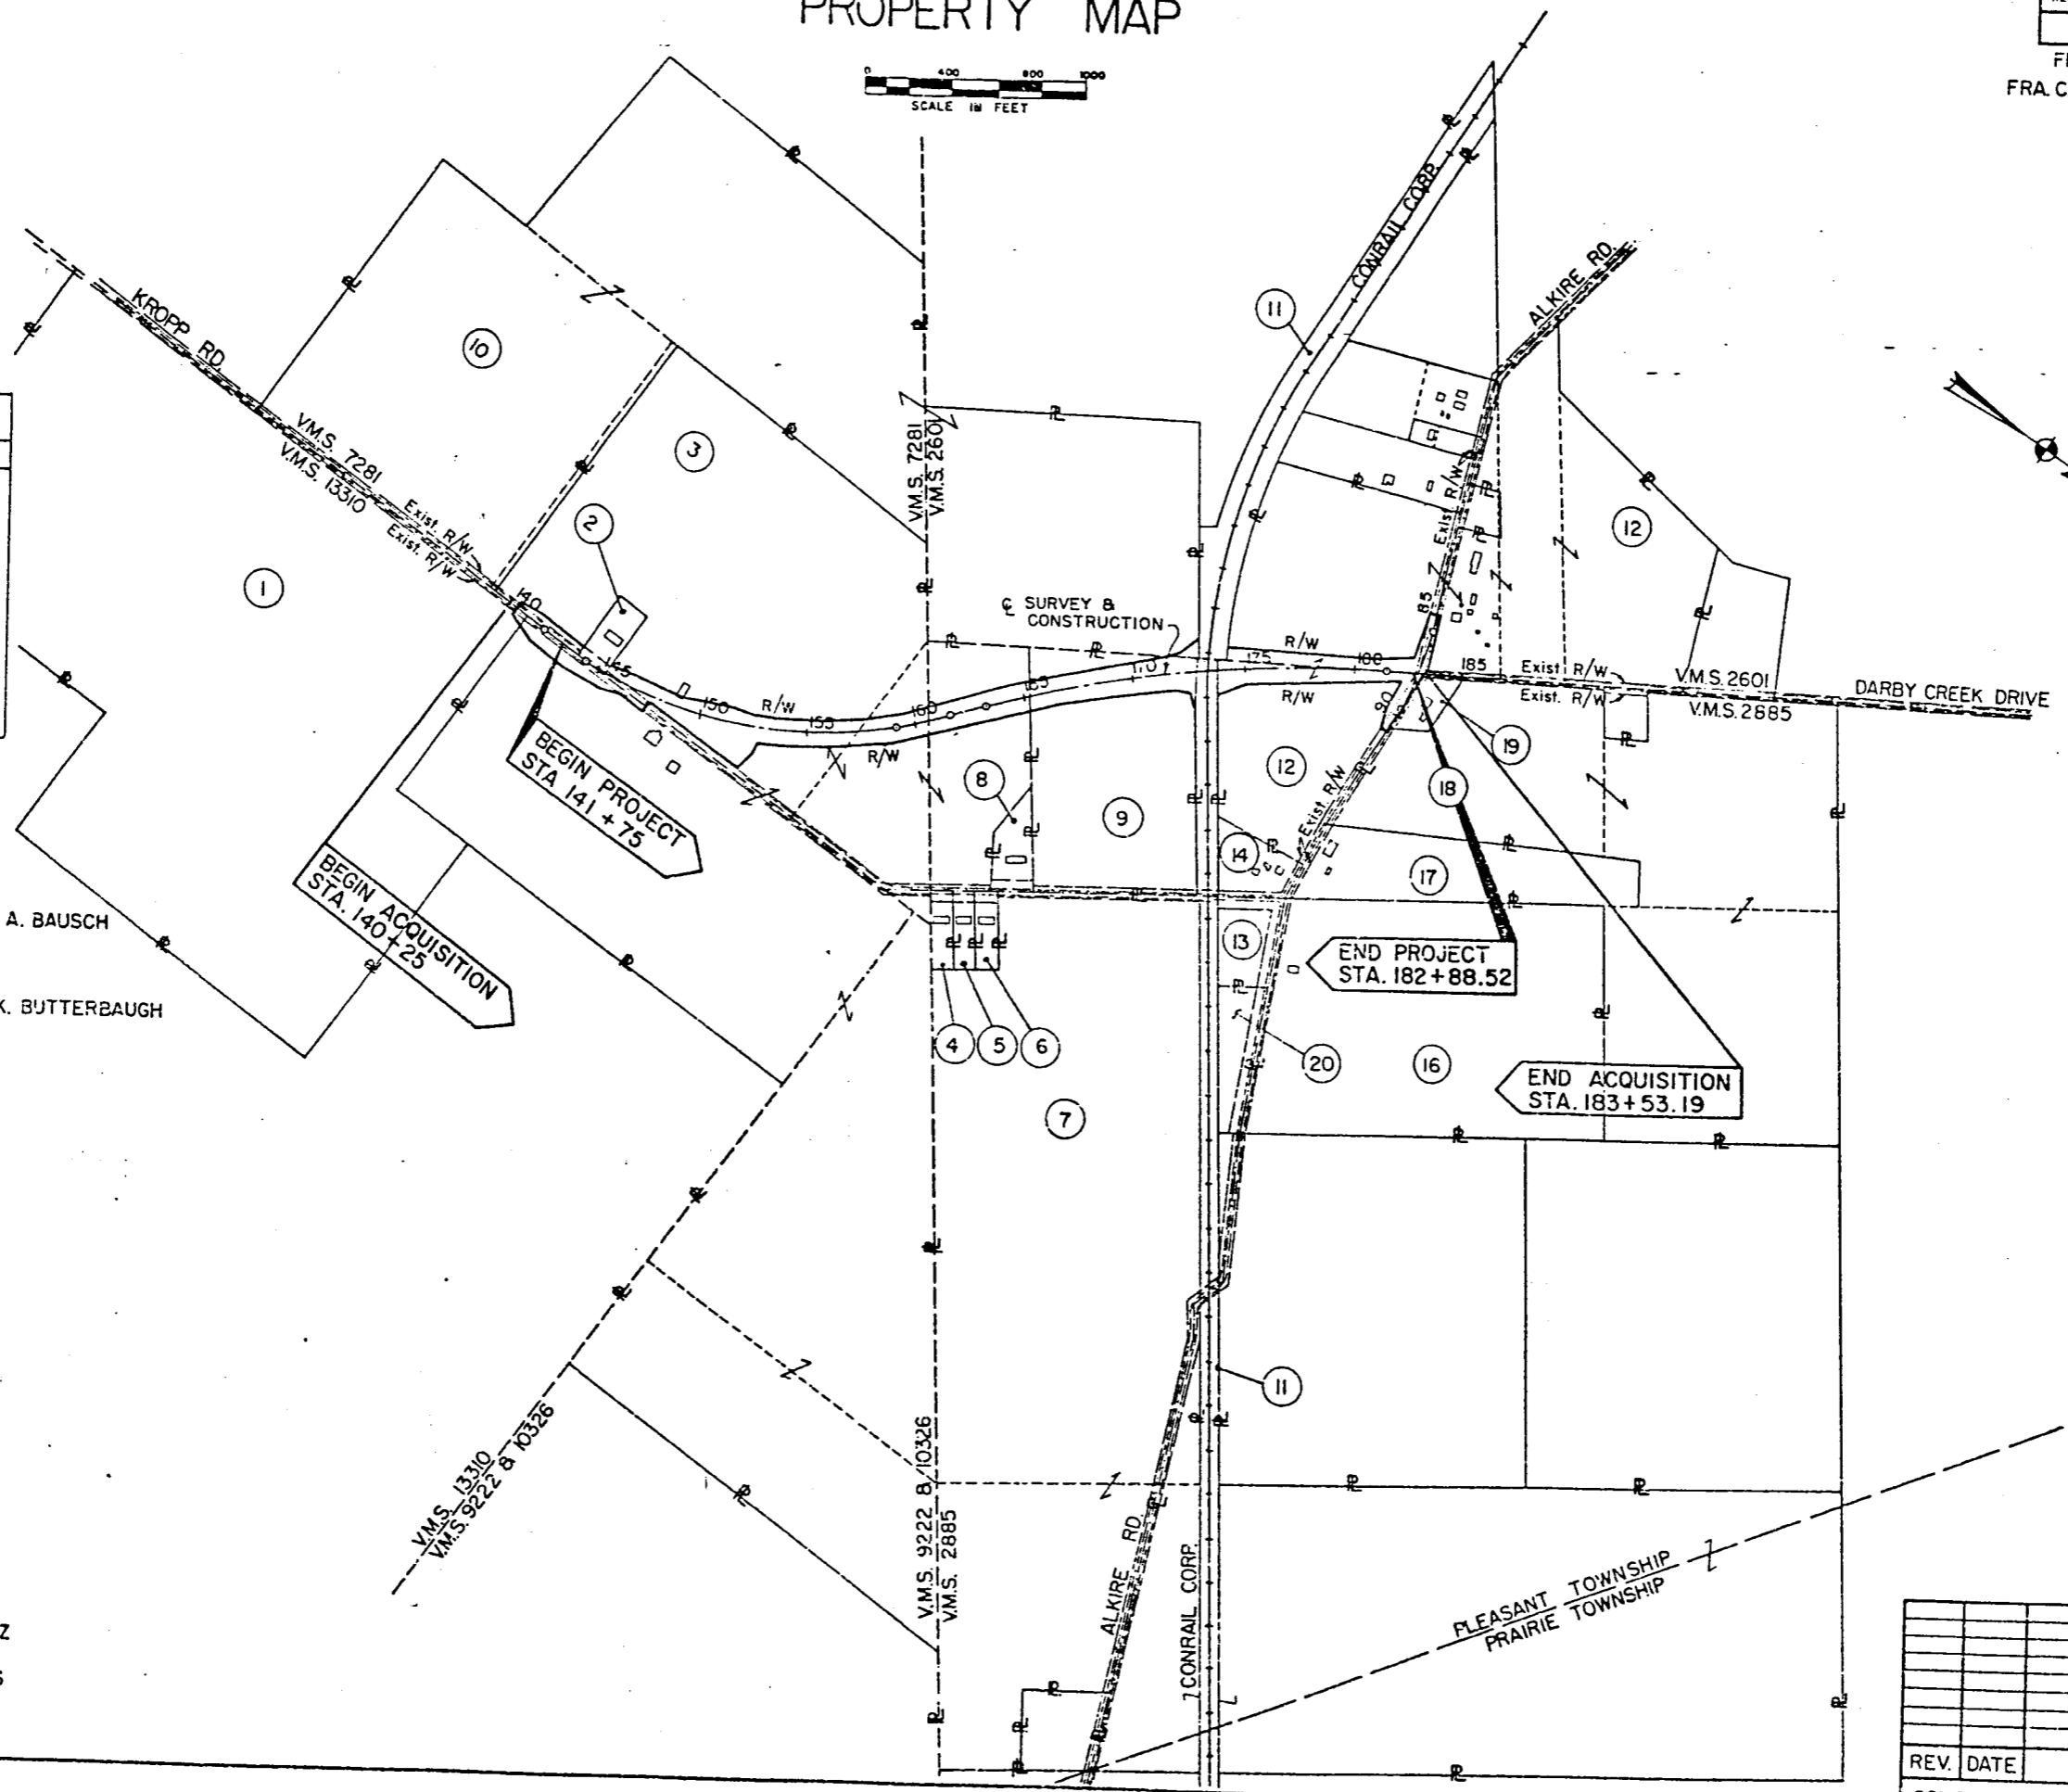 PROPERTY MAP
0 400 800 1000
SCALE IN FEET
FRA. C
CONRAIL CORP.
ALKIRE RD.
KROPP RD.
11
10
3
V.M.S. 7281
V.M.S. 13310
V.M.S. 7281
V.M.S. 2601
Exist. R/W
Exist. R/W
Exist. R/W
2
12
1
140
145
150
155
160
165
170
175
180
185
85
90
℄ SURVEY &
CONSTRUCTION
R/W
R/W
R/W
R/W
Exist. R/W
Exist. R/W
V.M.S. 2601
V.M.S. 2885
DARBY CREEK DRIVE
BEGIN PROJECT
STA 141 + 75
8
9
12
19
18
Exist. R/W
14
17
BEGIN ACQUISITION
STA. 140+25
A. BAUSCH
K. BUTTERBAUGH
13
END PROJECT
STA. 182+88.52
4
5
6
20
16
END ACQUISITION
STA. 183+53.19
7
11
V.M.S. 13310
V.M.S. 9222 & 10326
V.M.S. 9222 & 10326
V.M.S. 2885
ALKIRE RD.
CONRAIL CORP.
PLEASANT TOWNSHIP
PRAIRIE TOWNSHIP
Z
S
REV. DATE